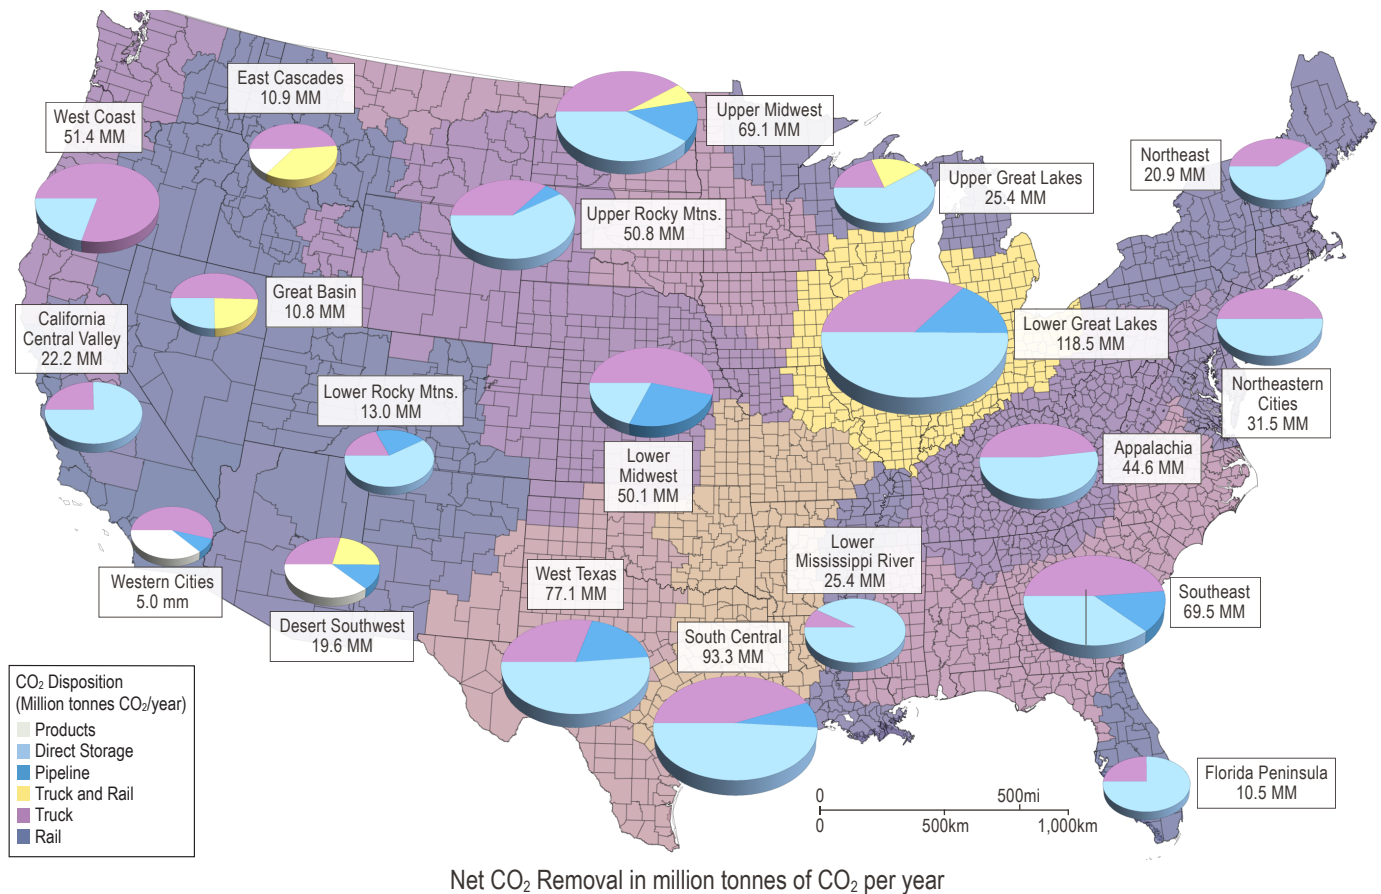 East Cascades
10.9 MM
West Coast
51.4 MM
Upper Midwest
69.1 MM
Northeast
20.9 MM
Upper Great Lakes
25.4 MM
Upper Rocky Mtns.
50.8 MM
Great Basin
10.8 MM
California
Central Valley
22.2 MM
Lower Great Lakes
118.5 MM
Northeastern
Cities
31.5 MM
Lower Rocky Mtns.
13.0 MM
Lower
Midwest
50.1 MM
Appalachia
44.6 MM
Western Cities
5.0 mm
Desert Southwest
19.6 MM
West Texas
77.1 MM
Lower
Mississippi River
25.4 MM
Southeast
69.5 MM
South Central
93.3 MM
Florida Peninsula
10.5 MM
CO₂ Disposition
(Million tonnes CO₂/year)
Products
Direct Storage
Pipeline
Truck and Rail
Truck
Rail
0 500mi
0 500km 1,000km
Net CO₂ Removal in million tonnes of CO₂ per year